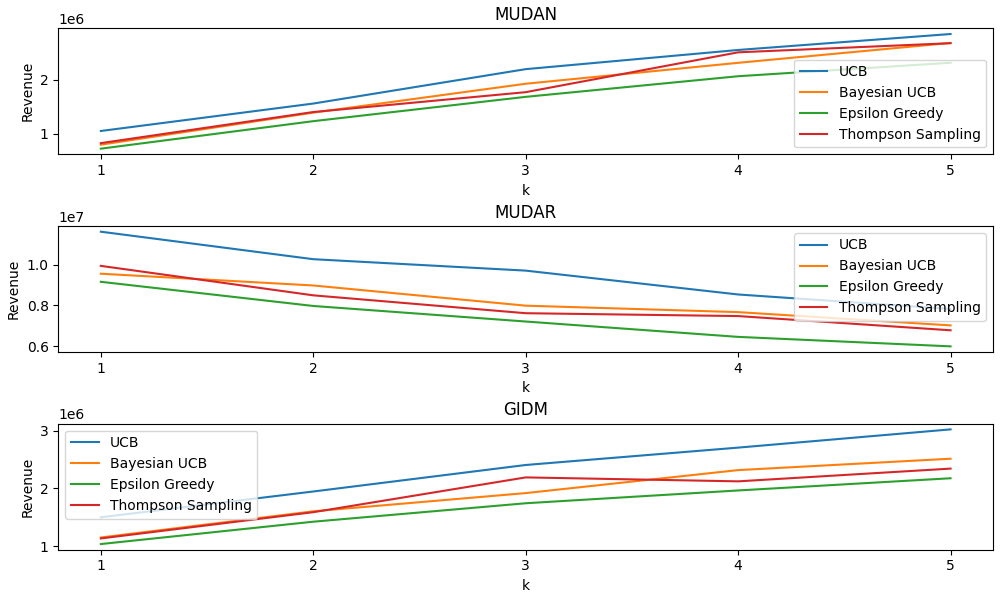 MUDAN
1e6
Revenue
2
1
UCB
Bayesian UCB
Epsilon Greedy
Thompson Sampling
1 2 3 4 5
k
MUDAR
1e7
Revenue
1.0
0.8
0.6
UCB
Bayesian UCB
Epsilon Greedy
Thompson Sampling
1 2 3 4 5
k
GIDM
1e6
Revenue
3
2
1
UCB
Bayesian UCB
Epsilon Greedy
Thompson Sampling
1 2 3 4 5
k